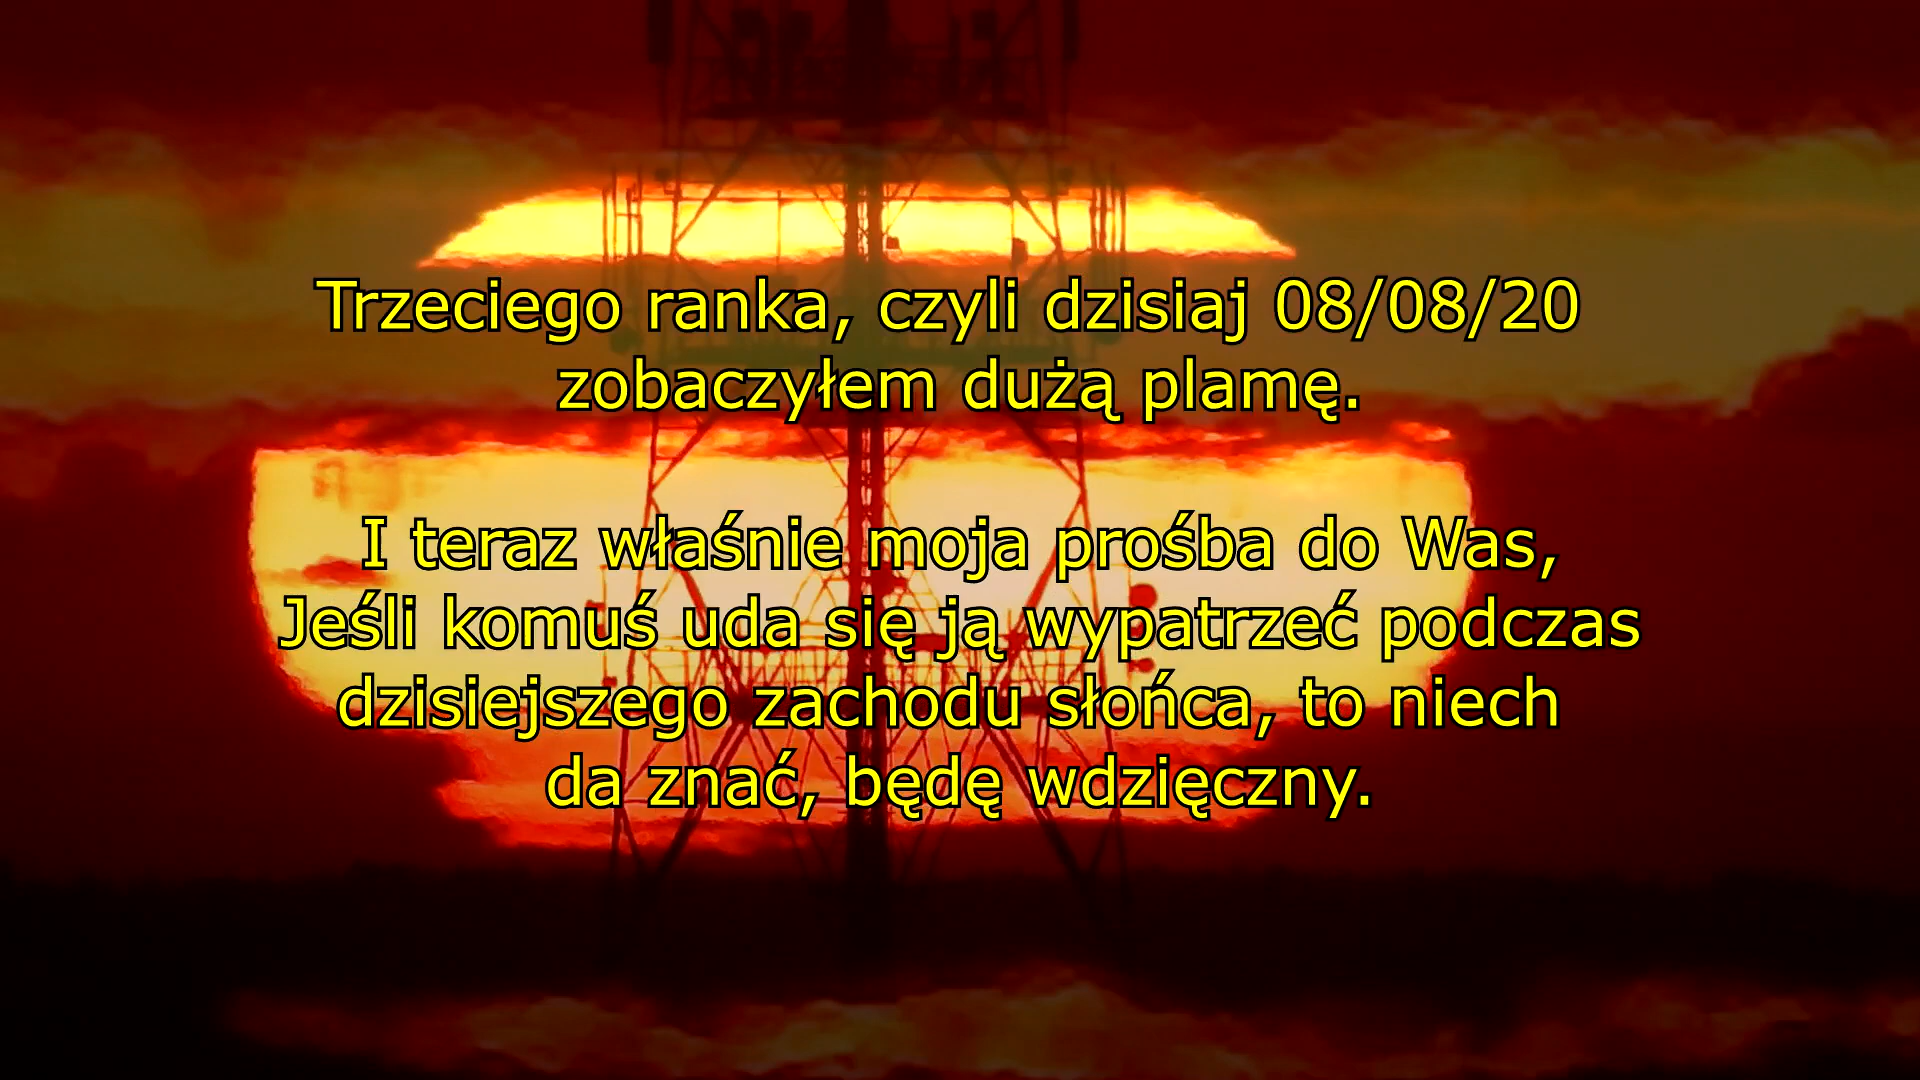 Trzeciego ranka, czyli dzisiaj 08/08/20
zobaczyłem dużą plamę.
I teraz właśnie moja prośba do Was,
Jeśli komuś uda się ją wypatrzeć podczas
dzisiejszego zachodu słońca, to niech
da znać, będę wdzięczny.